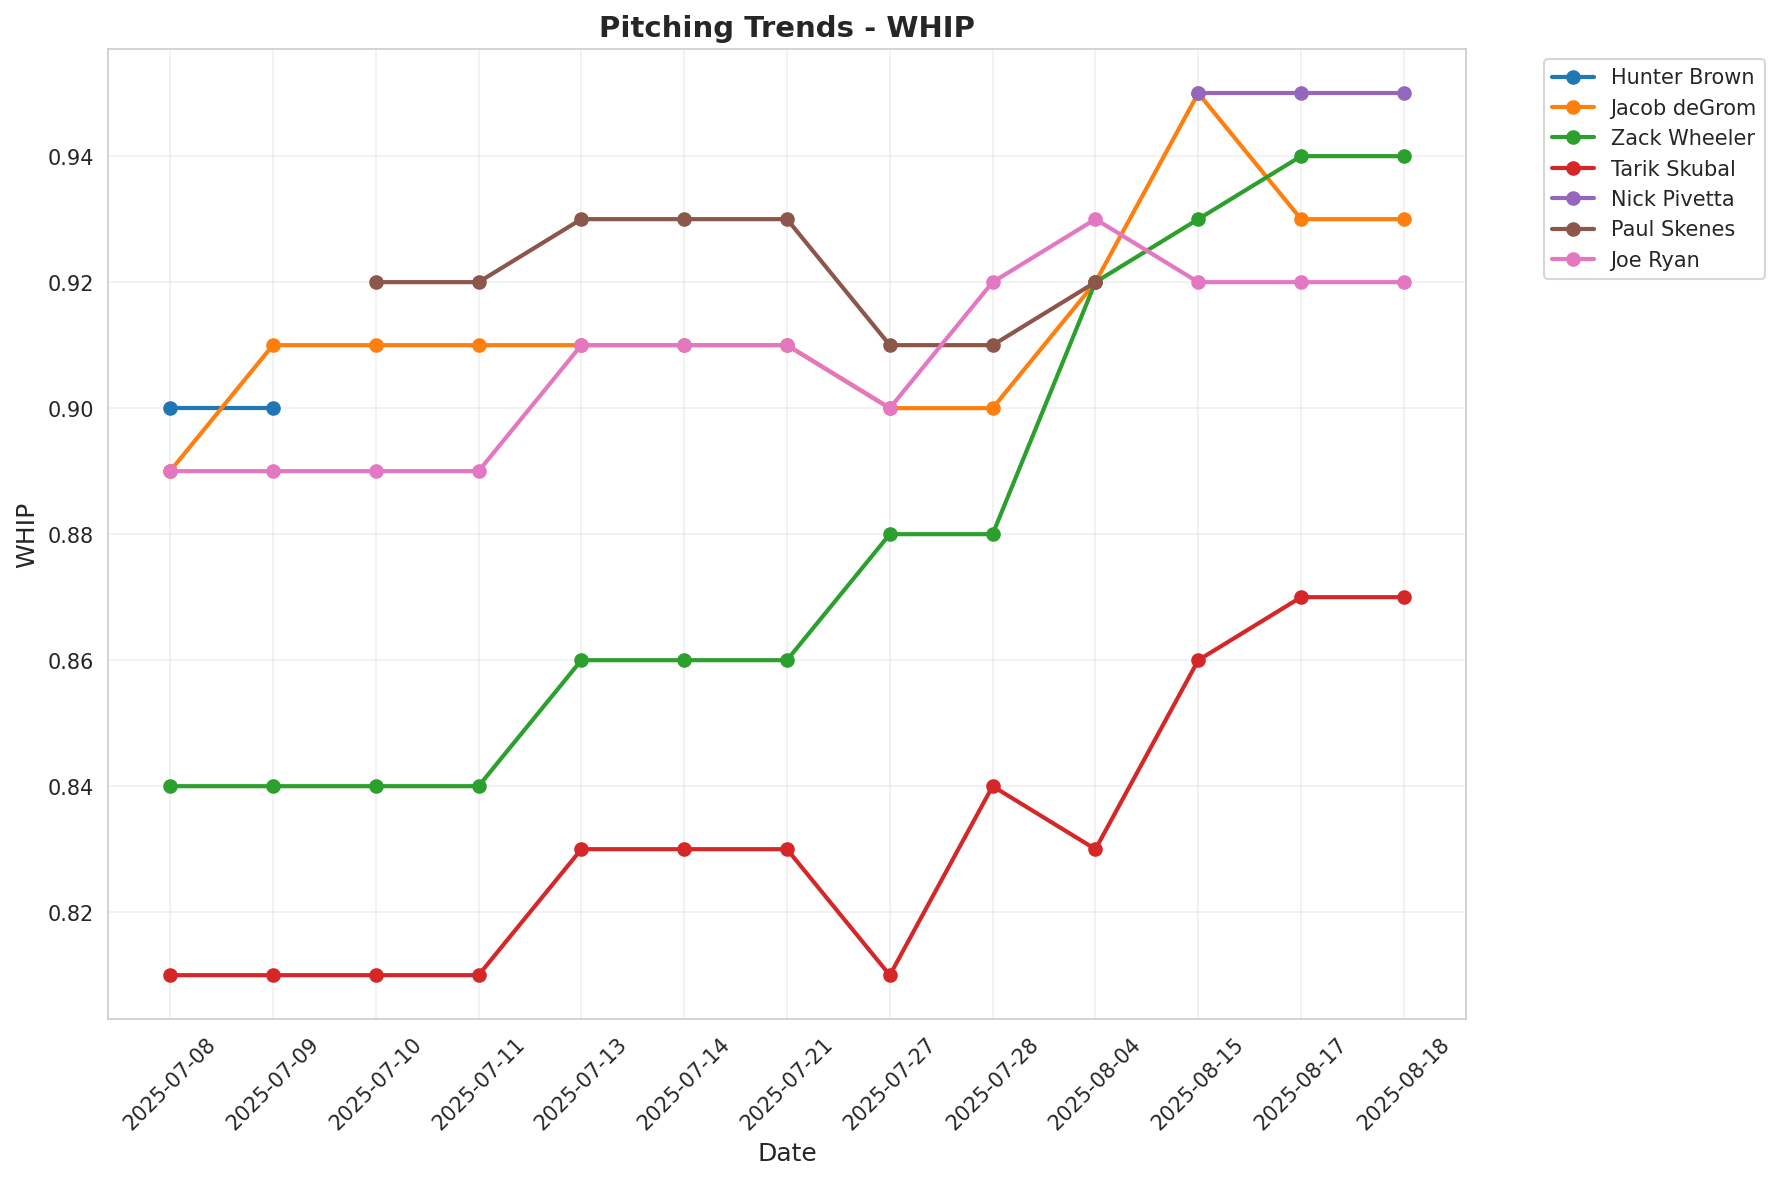 Pitching Trends - WHIP
Hunter Brown
Jacob deGrom
Zack Wheeler
Tarik Skubal
Nick Pivetta
Paul Skenes
Joe Ryan
WHIP
0.94
0.92
0.90
0.88
0.86
0.84
0.82
2025-07-08
2025-07-09
2025-07-10
2025-07-11
2025-07-13
2025-07-14
2025-07-21
2025-07-27
2025-07-28
2025-08-04
2025-08-15
2025-08-17
2025-08-18
Date